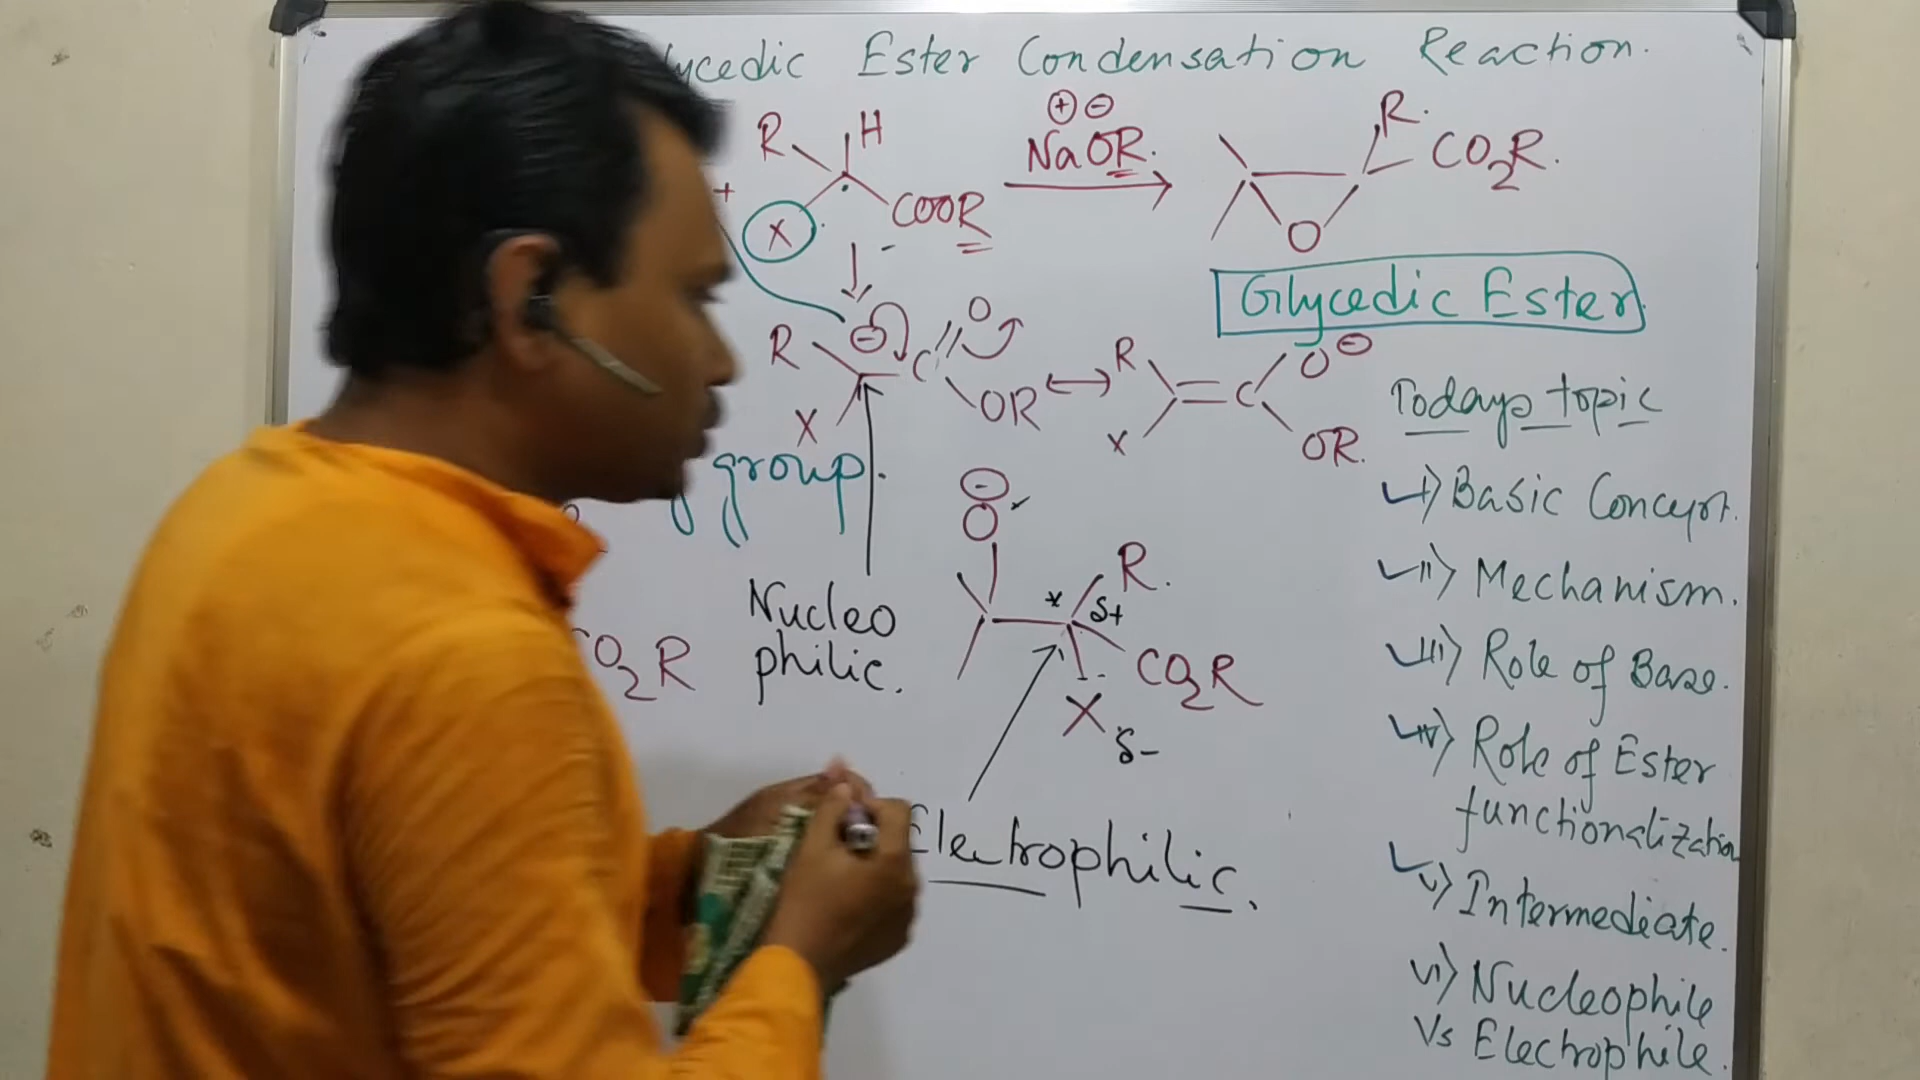 lycedic Ester Condensation Reaction.
⊕ ⊖
R H
NaOR.
R.
CO₂R.
+
X
COOR
O
Glycedic Ester
R ⊖ C O
OR
X
R
C O ⊖
X
OR.
Todays topic
group.
I) Basic Concept.
⊖
O
R.
II) Mechanism.
* δ+
Nucleo
philic.
CO₂R
CO₂R
X δ-
III) Role of Base.
IV) Role of Ester
functionalization
Electrophilic.
V) Intermediate.
VI) Nucleophile
Vs Electrophile.